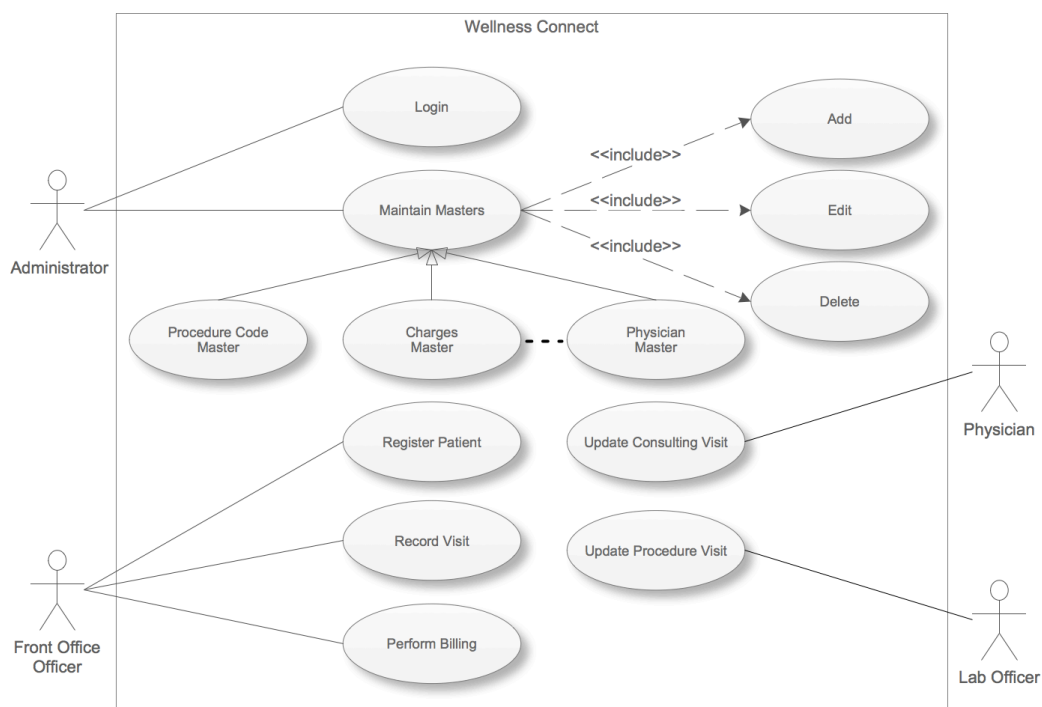 Wellness Connect
Login
Add
<<include>>
Maintain Masters
<<include>>
Edit
<<include>>
Administrator
Delete
Procedure Code
Master
Charges
Master
Physician
Master
Physician
Register Patient
Update Consulting Visit
Record Visit
Update Procedure Visit
Front Office
Officer
Perform Billing
Lab Officer